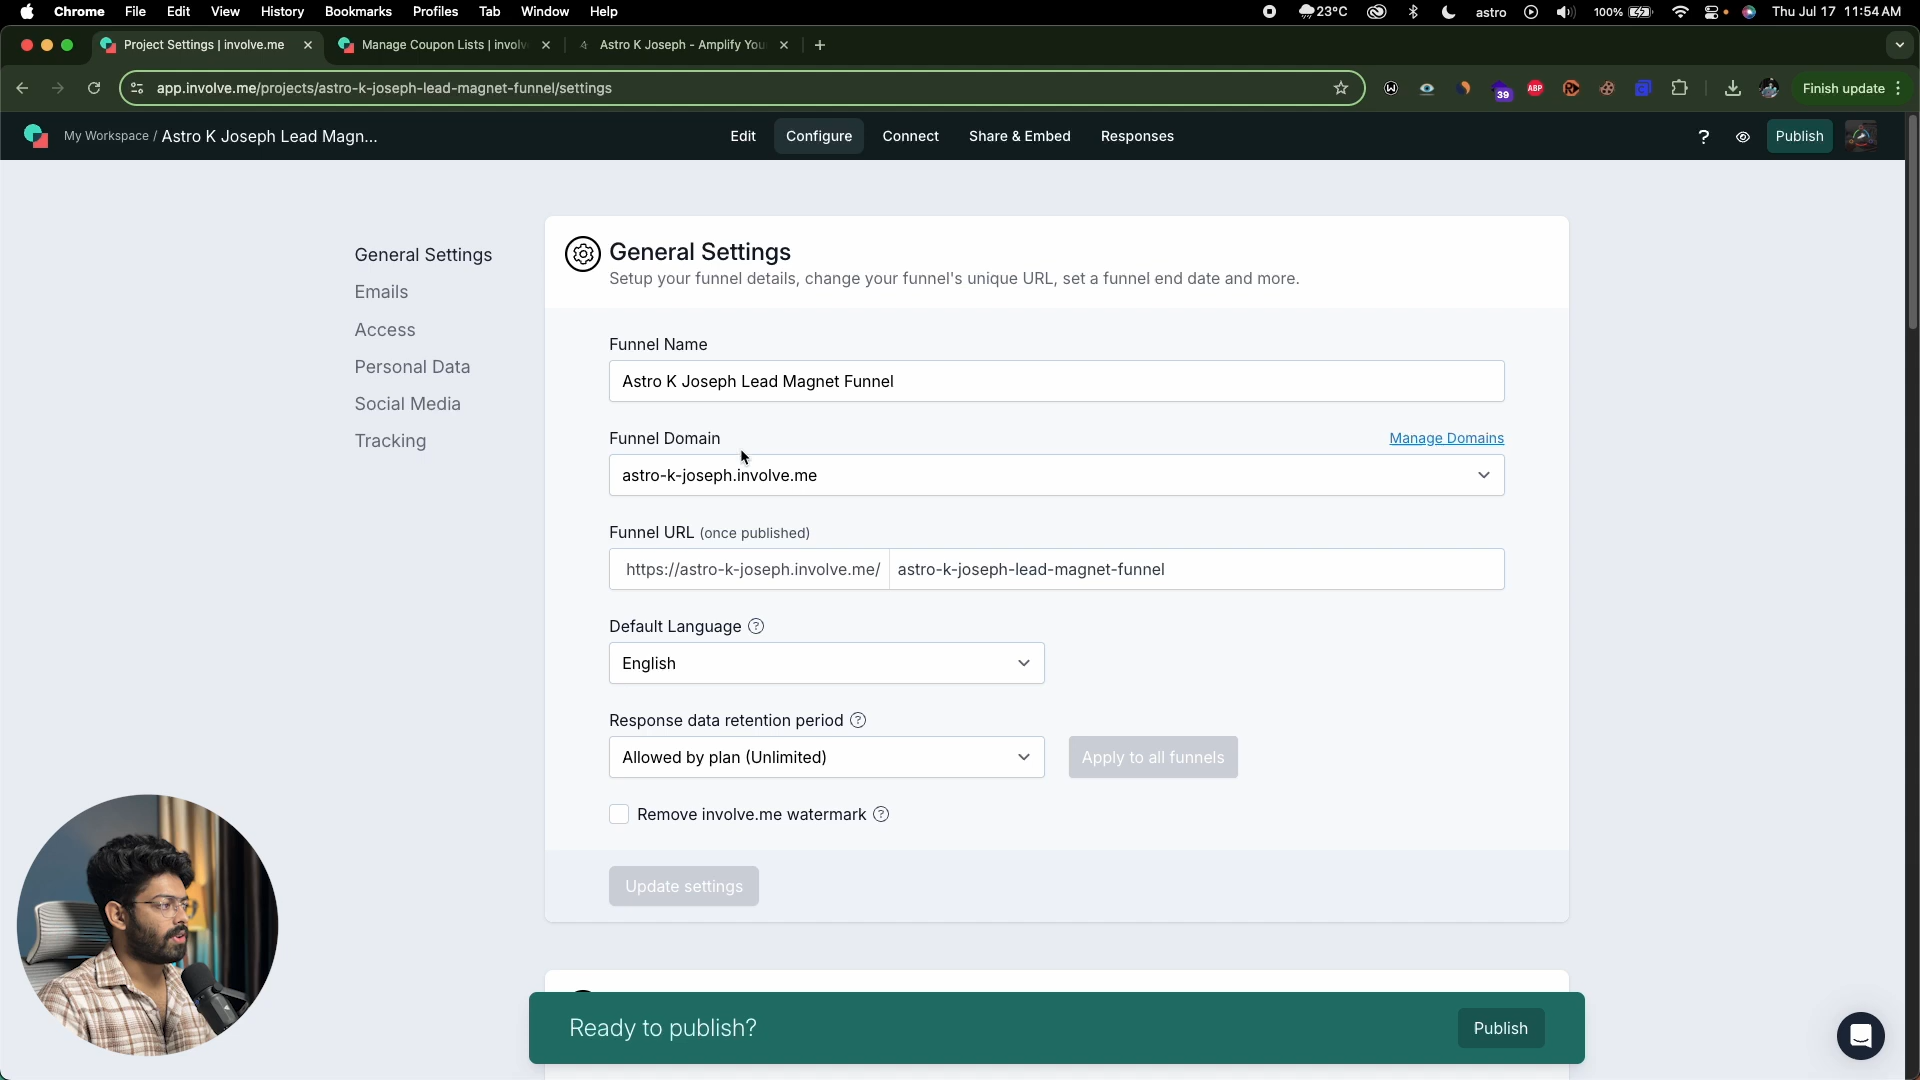 Chrome File Edit View History Bookmarks Profiles Tab Window Help
23°C astro 100% Thu Jul 17 11:54 AM
Project Settings | involve.me
Manage Coupon Lists | involv
Astro K Joseph - Amplify You
app.involve.me/projects/astro-k-joseph-lead-magnet-funnel/settings
39
ABP
Finish update
My Workspace / Astro K Joseph Lead Magn...
Edit Configure Connect Share & Embed Responses
? Publish
General Settings
Emails
Access
Personal Data
Social Media
Tracking
General Settings
Setup your funnel details, change your funnel's unique URL, set a funnel end date and more.
Funnel Name
Astro K Joseph Lead Magnet Funnel
Funnel Domain
Manage Domains
astro-k-joseph.involve.me
Funnel URL (once published)
https://astro-k-joseph.involve.me/ astro-k-joseph-lead-magnet-funnel
Default Language ?
English
Response data retention period ?
Allowed by plan (Unlimited)
Apply to all funnels
Remove involve.me watermark ?
Update settings
Ready to publish?
Publish